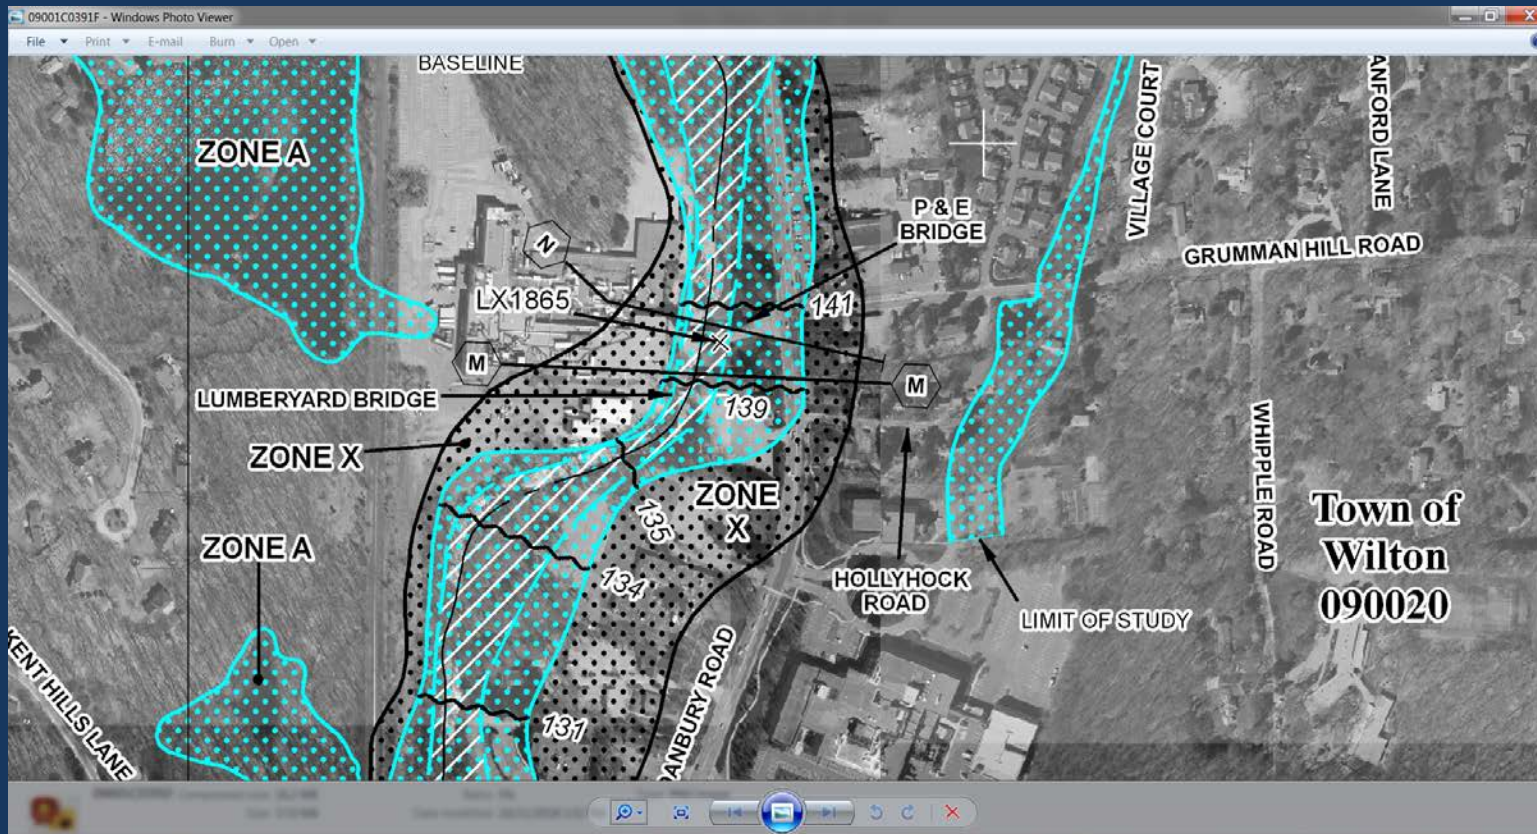 09001C0391F - Windows Photo Viewer
File Print E-mail Burn Open
BASELINE
ZONE A
VILLAGE COURT
ANFORD LANE
P & E
BRIDGE
GRUMMAN HILL ROAD
N
LX1865
141
M
M
LUMBERYARD BRIDGE
139
ZONE X
ZONE
X
135
WHIPPLE ROAD
Town of
Wilton
090020
ZONE A
134
HOLLYHOCK
ROAD
LIMIT OF STUDY
KENT HILLS LANE
131
DANBURY ROAD